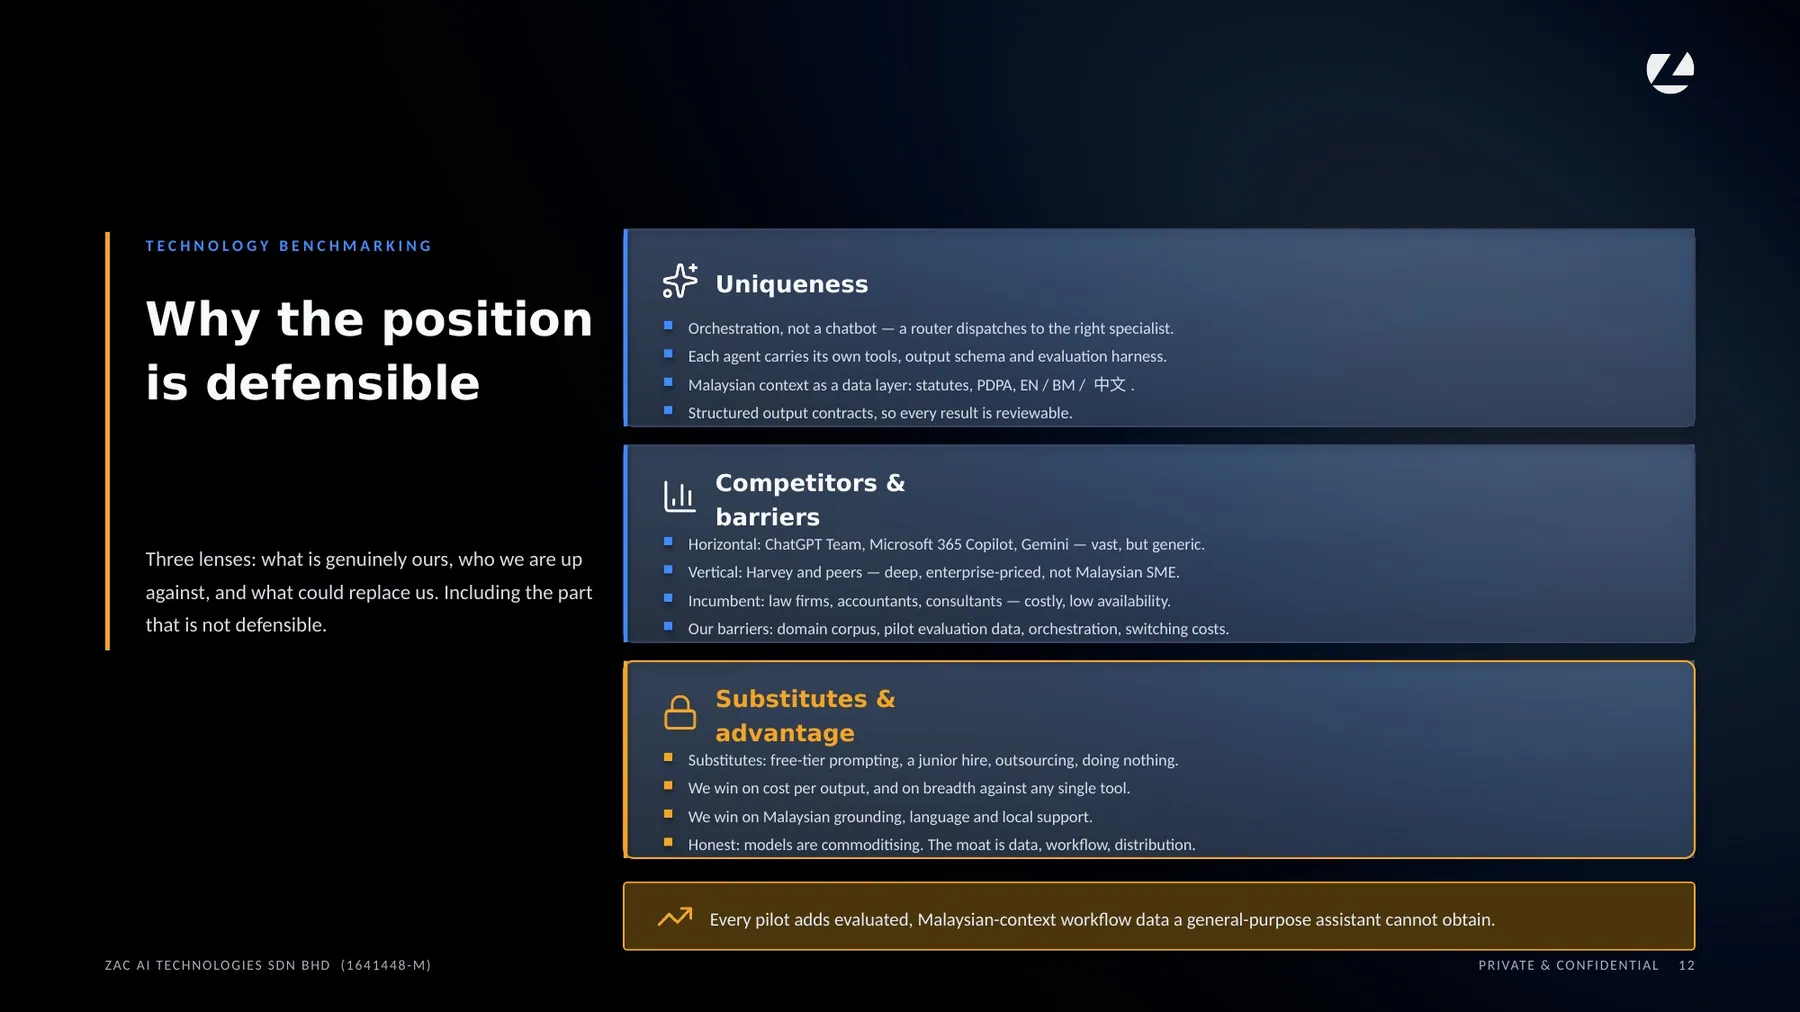 TECHNOLOGY BENCHMARKING
Why the position
is defensible
Three lenses: what is genuinely ours, who we are up
against, and what could replace us. Including the part
that is not defensible.
Uniqueness
Orchestration, not a chatbot — a router dispatches to the right specialist.
Each agent carries its own tools, output schema and evaluation harness.
Malaysian context as a data layer: statutes, PDPA, EN / BM / 中文 .
Structured output contracts, so every result is reviewable.
Competitors &
barriers
Horizontal: ChatGPT Team, Microsoft 365 Copilot, Gemini — vast, but generic.
Vertical: Harvey and peers — deep, enterprise-priced, not Malaysian SME.
Incumbent: law firms, accountants, consultants — costly, low availability.
Our barriers: domain corpus, pilot evaluation data, orchestration, switching costs.
Substitutes &
advantage
Substitutes: free-tier prompting, a junior hire, outsourcing, doing nothing.
We win on cost per output, and on breadth against any single tool.
We win on Malaysian grounding, language and local support.
Honest: models are commoditising. The moat is data, workflow, distribution.
Every pilot adds evaluated, Malaysian-context workflow data a general-purpose assistant cannot obtain.
ZAC AI TECHNOLOGIES SDN BHD (1641448-M)
PRIVATE & CONFIDENTIAL 12